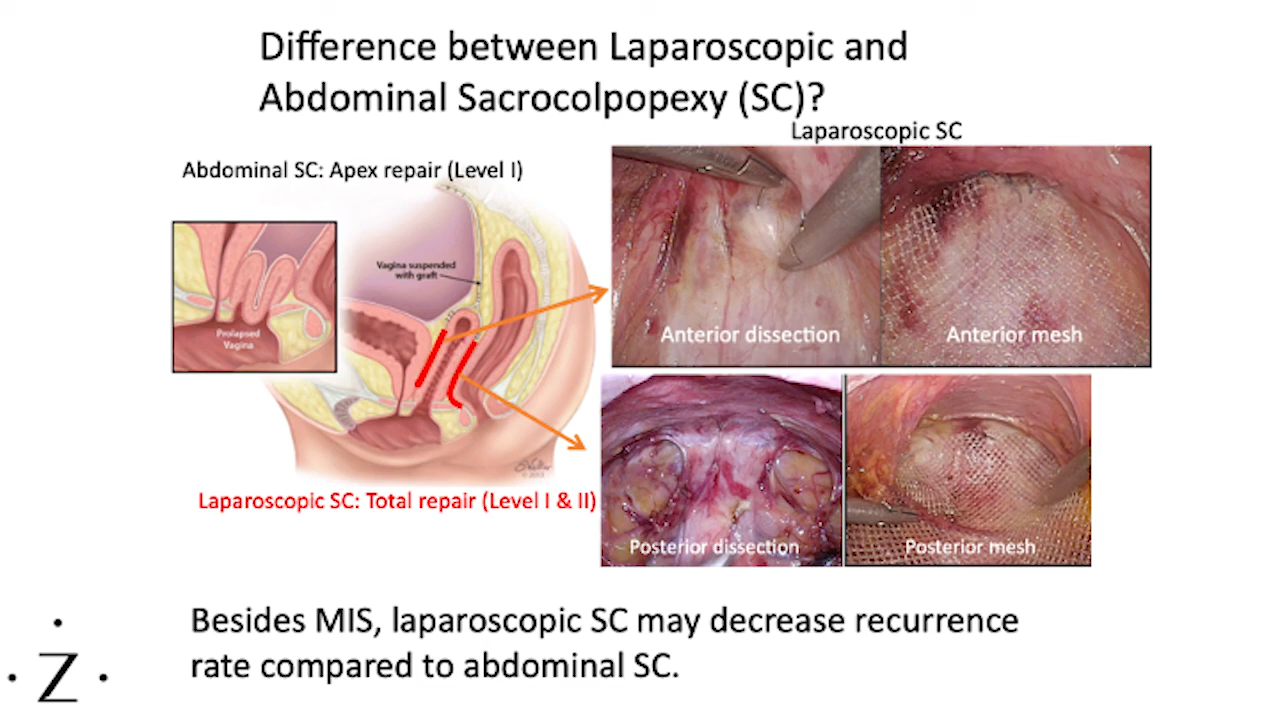 Difference between Laparoscopic and
Abdominal Sacrocolpopexy (SC)?
Laparoscopic SC
Abdominal SC: Apex repair (Level I)
Vagina suspended
with graft
Prolapsed
Vagina
Anterior dissection
Anterior mesh
Laparoscopic SC: Total repair (Level I & II)
Posterior dissection
Posterior mesh
Besides MIS, laparoscopic SC may decrease recurrence
rate compared to abdominal SC.
Z